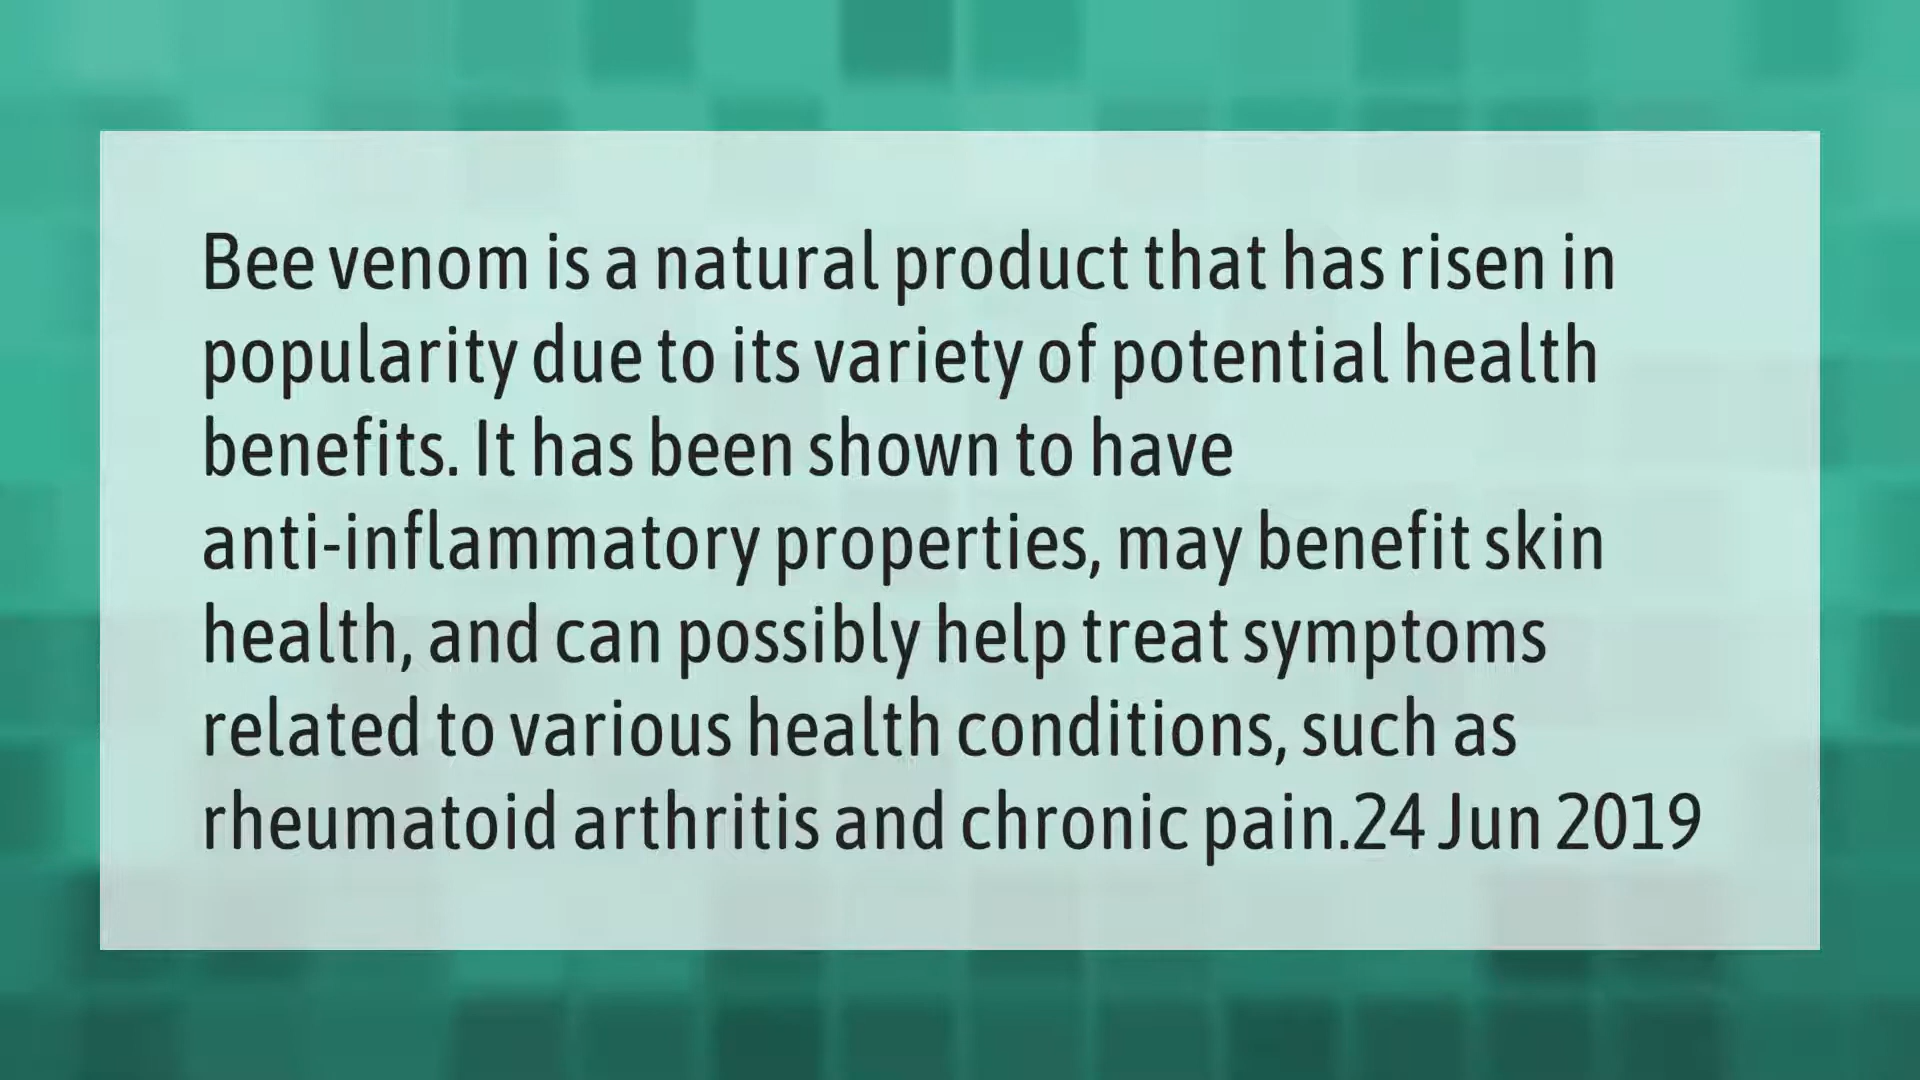 Bee venom is a natural product that has risen in
popularity due to its variety of potential health
benefits. It has been shown to have
anti-inflammatory properties, may benefit skin
health, and can possibly help treat symptoms
related to various health conditions, such as
rheumatoid arthritis and chronic pain.24 Jun 2019